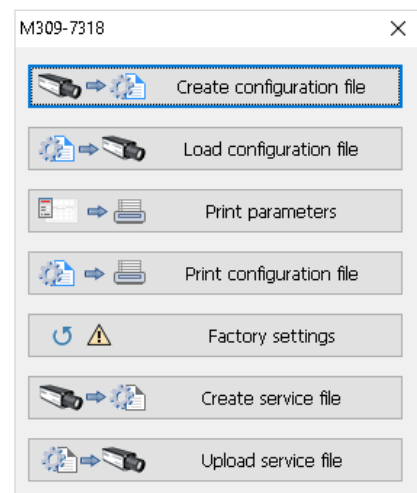 M309-7318
Create configuration file
Load configuration file
Print parameters
Print configuration file
Factory settings
Create service file
Upload service file